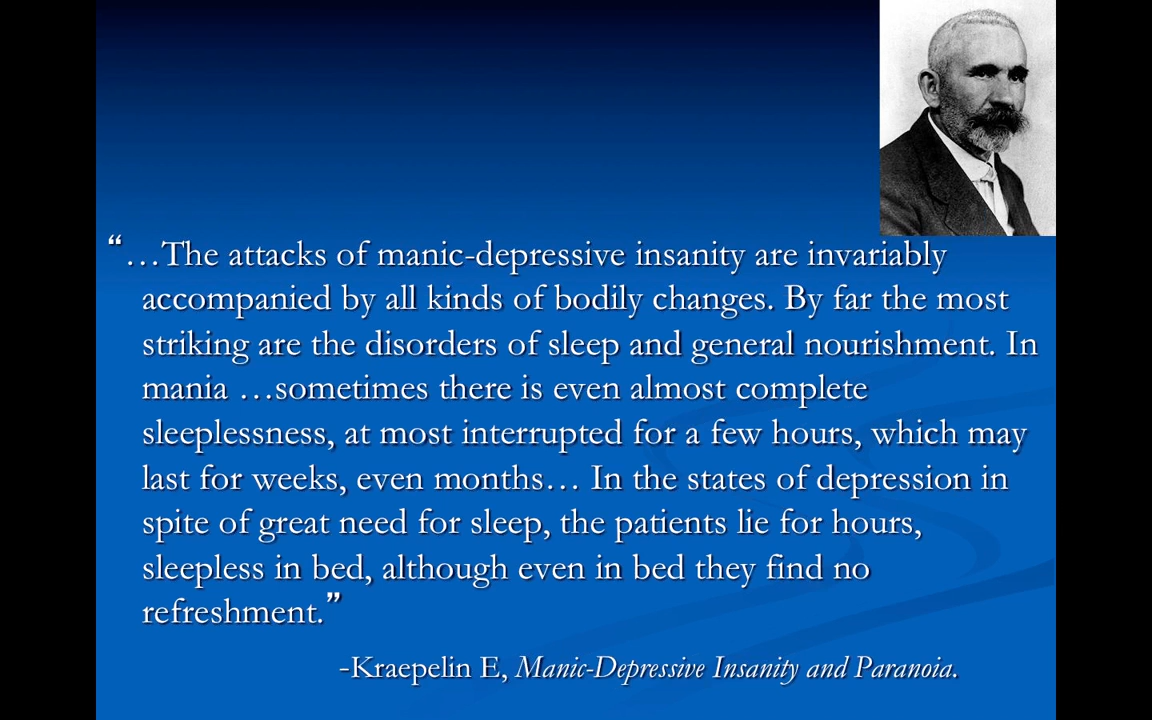 “…The attacks of manic-depressive insanity are invariably
accompanied by all kinds of bodily changes. By far the most
striking are the disorders of sleep and general nourishment. In
mania …sometimes there is even almost complete
sleeplessness, at most interrupted for a few hours, which may
last for weeks, even months… In the states of depression in
spite of great need for sleep, the patients lie for hours,
sleepless in bed, although even in bed they find no
refreshment.”
-Kraepelin E, Manic-Depressive Insanity and Paranoia.